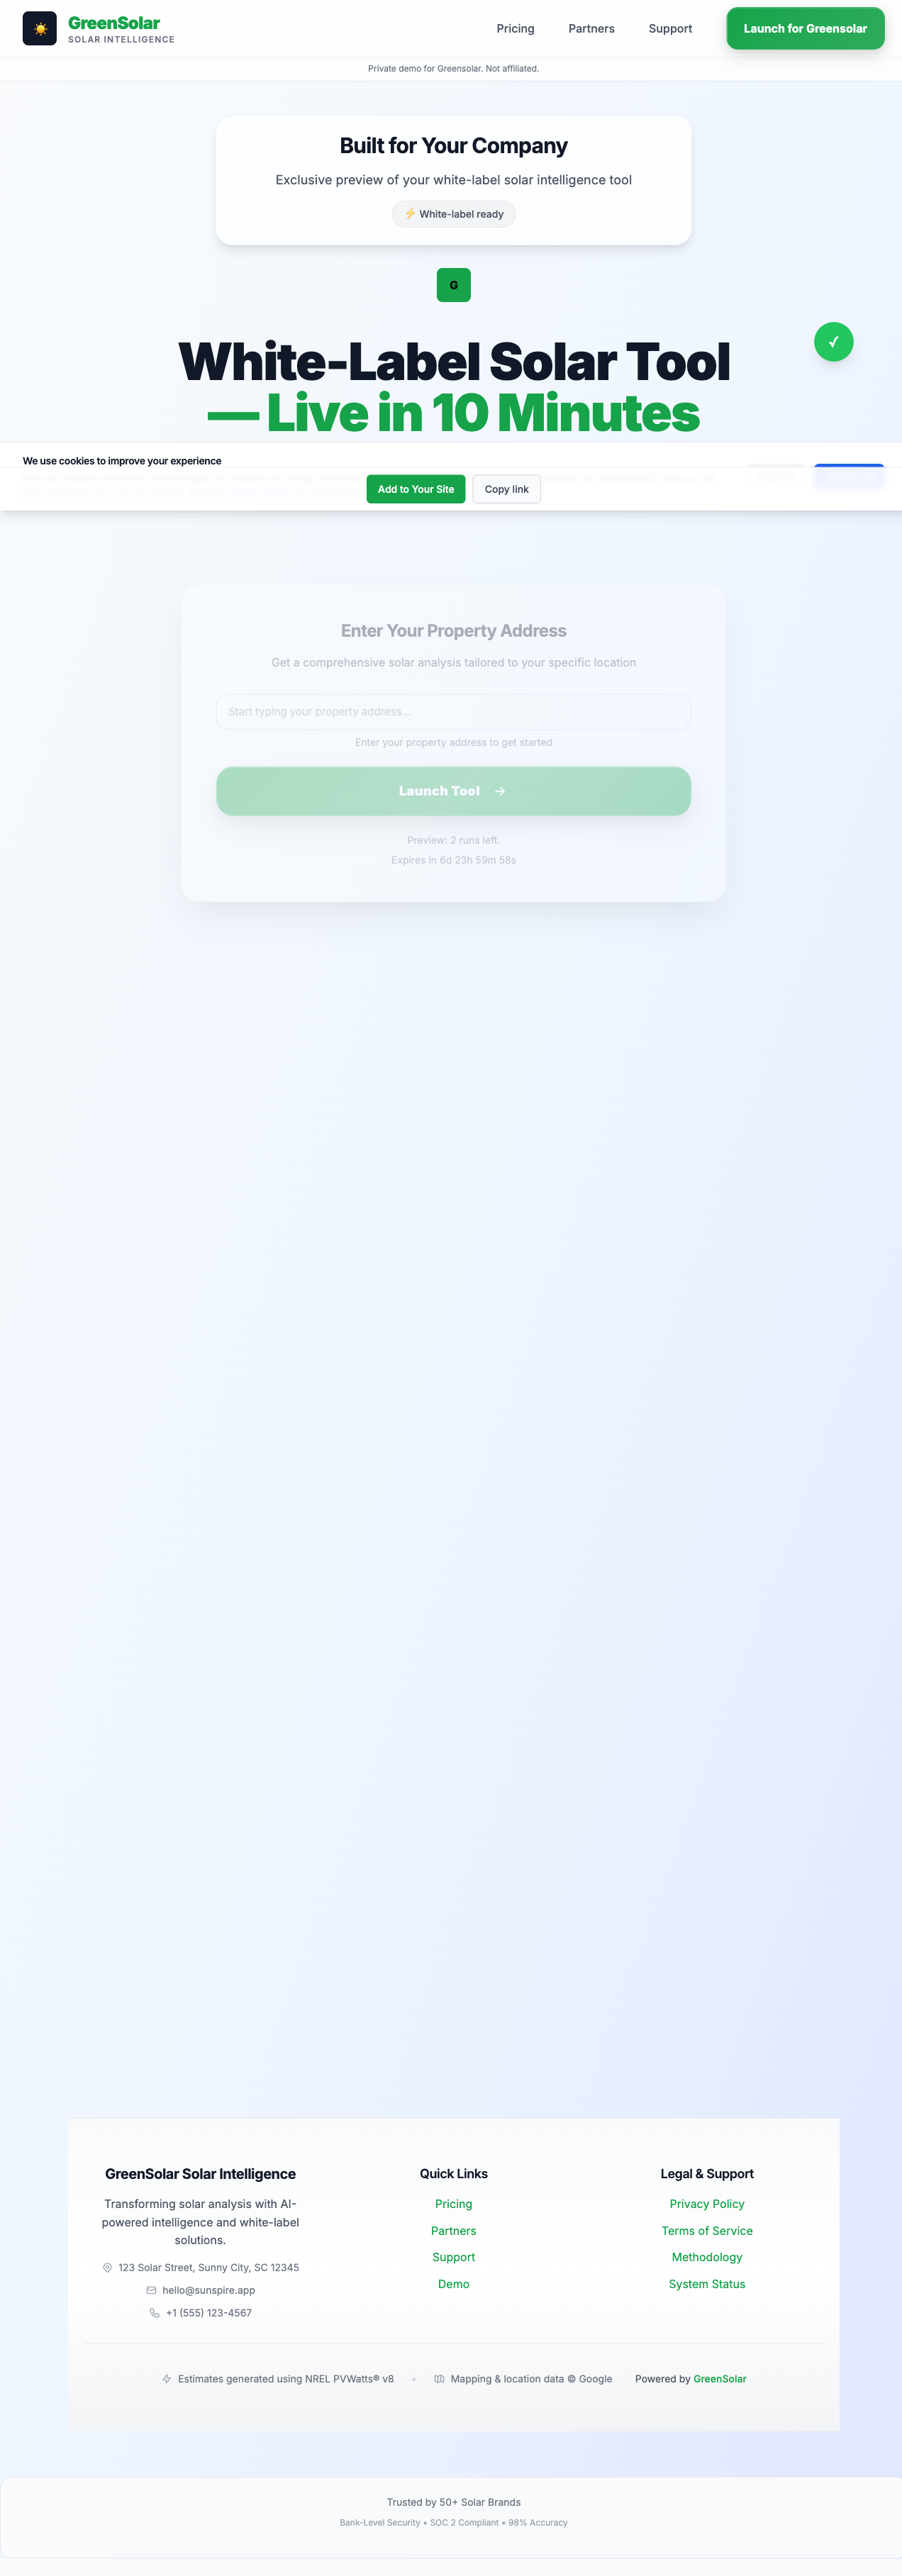 GreenSolar
SOLAR INTELLIGENCE
Pricing
Partners
Support
Launch for Greensolar
Private demo for Greensolar. Not affiliated.
Built for Your Company
Exclusive preview of your white-label solar intelligence tool
⚡ White-label ready
G
White-Label Solar Tool
— Live in 10 Minutes
We use cookies to improve your experience
Add to Your Site
Copy link
Enter Your Property Address
Get a comprehensive solar analysis tailored to your specific location
Start typing your property address...
Enter your property address to get started
Launch Tool →
Preview: 2 runs left.
Expires in 6d 23h 59m 58s
GreenSolar Solar Intelligence
Transforming solar analysis with AI-
powered intelligence and white-label
solutions.
123 Solar Street, Sunny City, SC 12345
hello@sunspire.app
+1 (555) 123-4567
Quick Links
Pricing
Partners
Support
Demo
Legal & Support
Privacy Policy
Terms of Service
Methodology
System Status
Estimates generated using NREL PVWatts® v8
Mapping & location data © Google
Powered by GreenSolar
Trusted by 50+ Solar Brands
Bank-Level Security • SOC 2 Compliant • 98% Accuracy